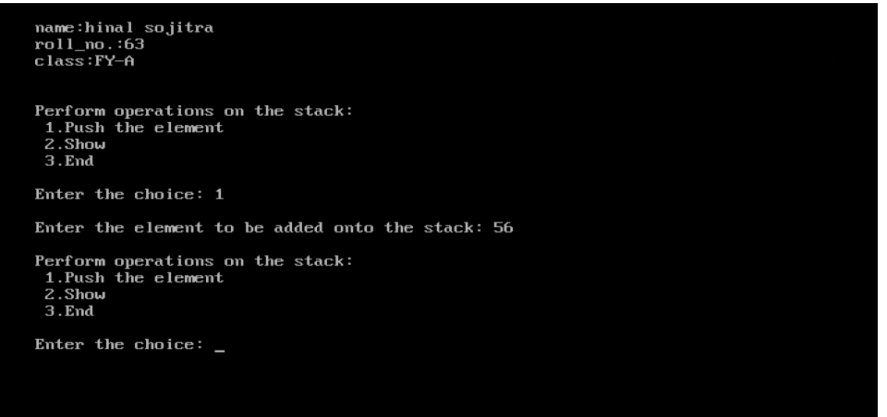 name:hinal sojitra
roll_no.:63
class:FY-A
Perform operations on the stack:
1.Push the element
2.Show
3.End
Enter the choice: 1
Enter the element to be added onto the stack: 56
Perform operations on the stack:
1.Push the element
2.Show
3.End
Enter the choice: _